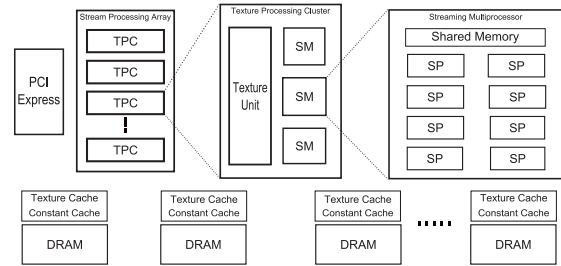 Stream Processing Array
TPC
TPC
TPC
TPC
PCI
Express
Texture Processing Cluster
Texture
Unit
SM
SM
SM
Streaming Multiprocessor
Shared Memory
SP SP
SP SP
SP SP
SP SP
Texture Cache
Constant Cache
DRAM
Texture Cache
Constant Cache
DRAM
Texture Cache
Constant Cache
DRAM
Texture Cache
Constant Cache
DRAM